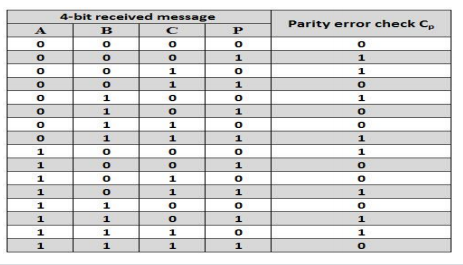 4-bit received message Parity error check Cp
A B C P
0 0 0 0 0
0 0 0 1 1
0 0 1 0 1
0 0 1 1 0
0 1 0 0 1
0 1 0 1 0
0 1 1 0 0
0 1 1 1 1
1 0 0 0 1
1 0 0 1 0
1 0 1 0 0
1 0 1 1 1
1 1 0 0 0
1 1 0 1 1
1 1 1 0 1
1 1 1 1 0